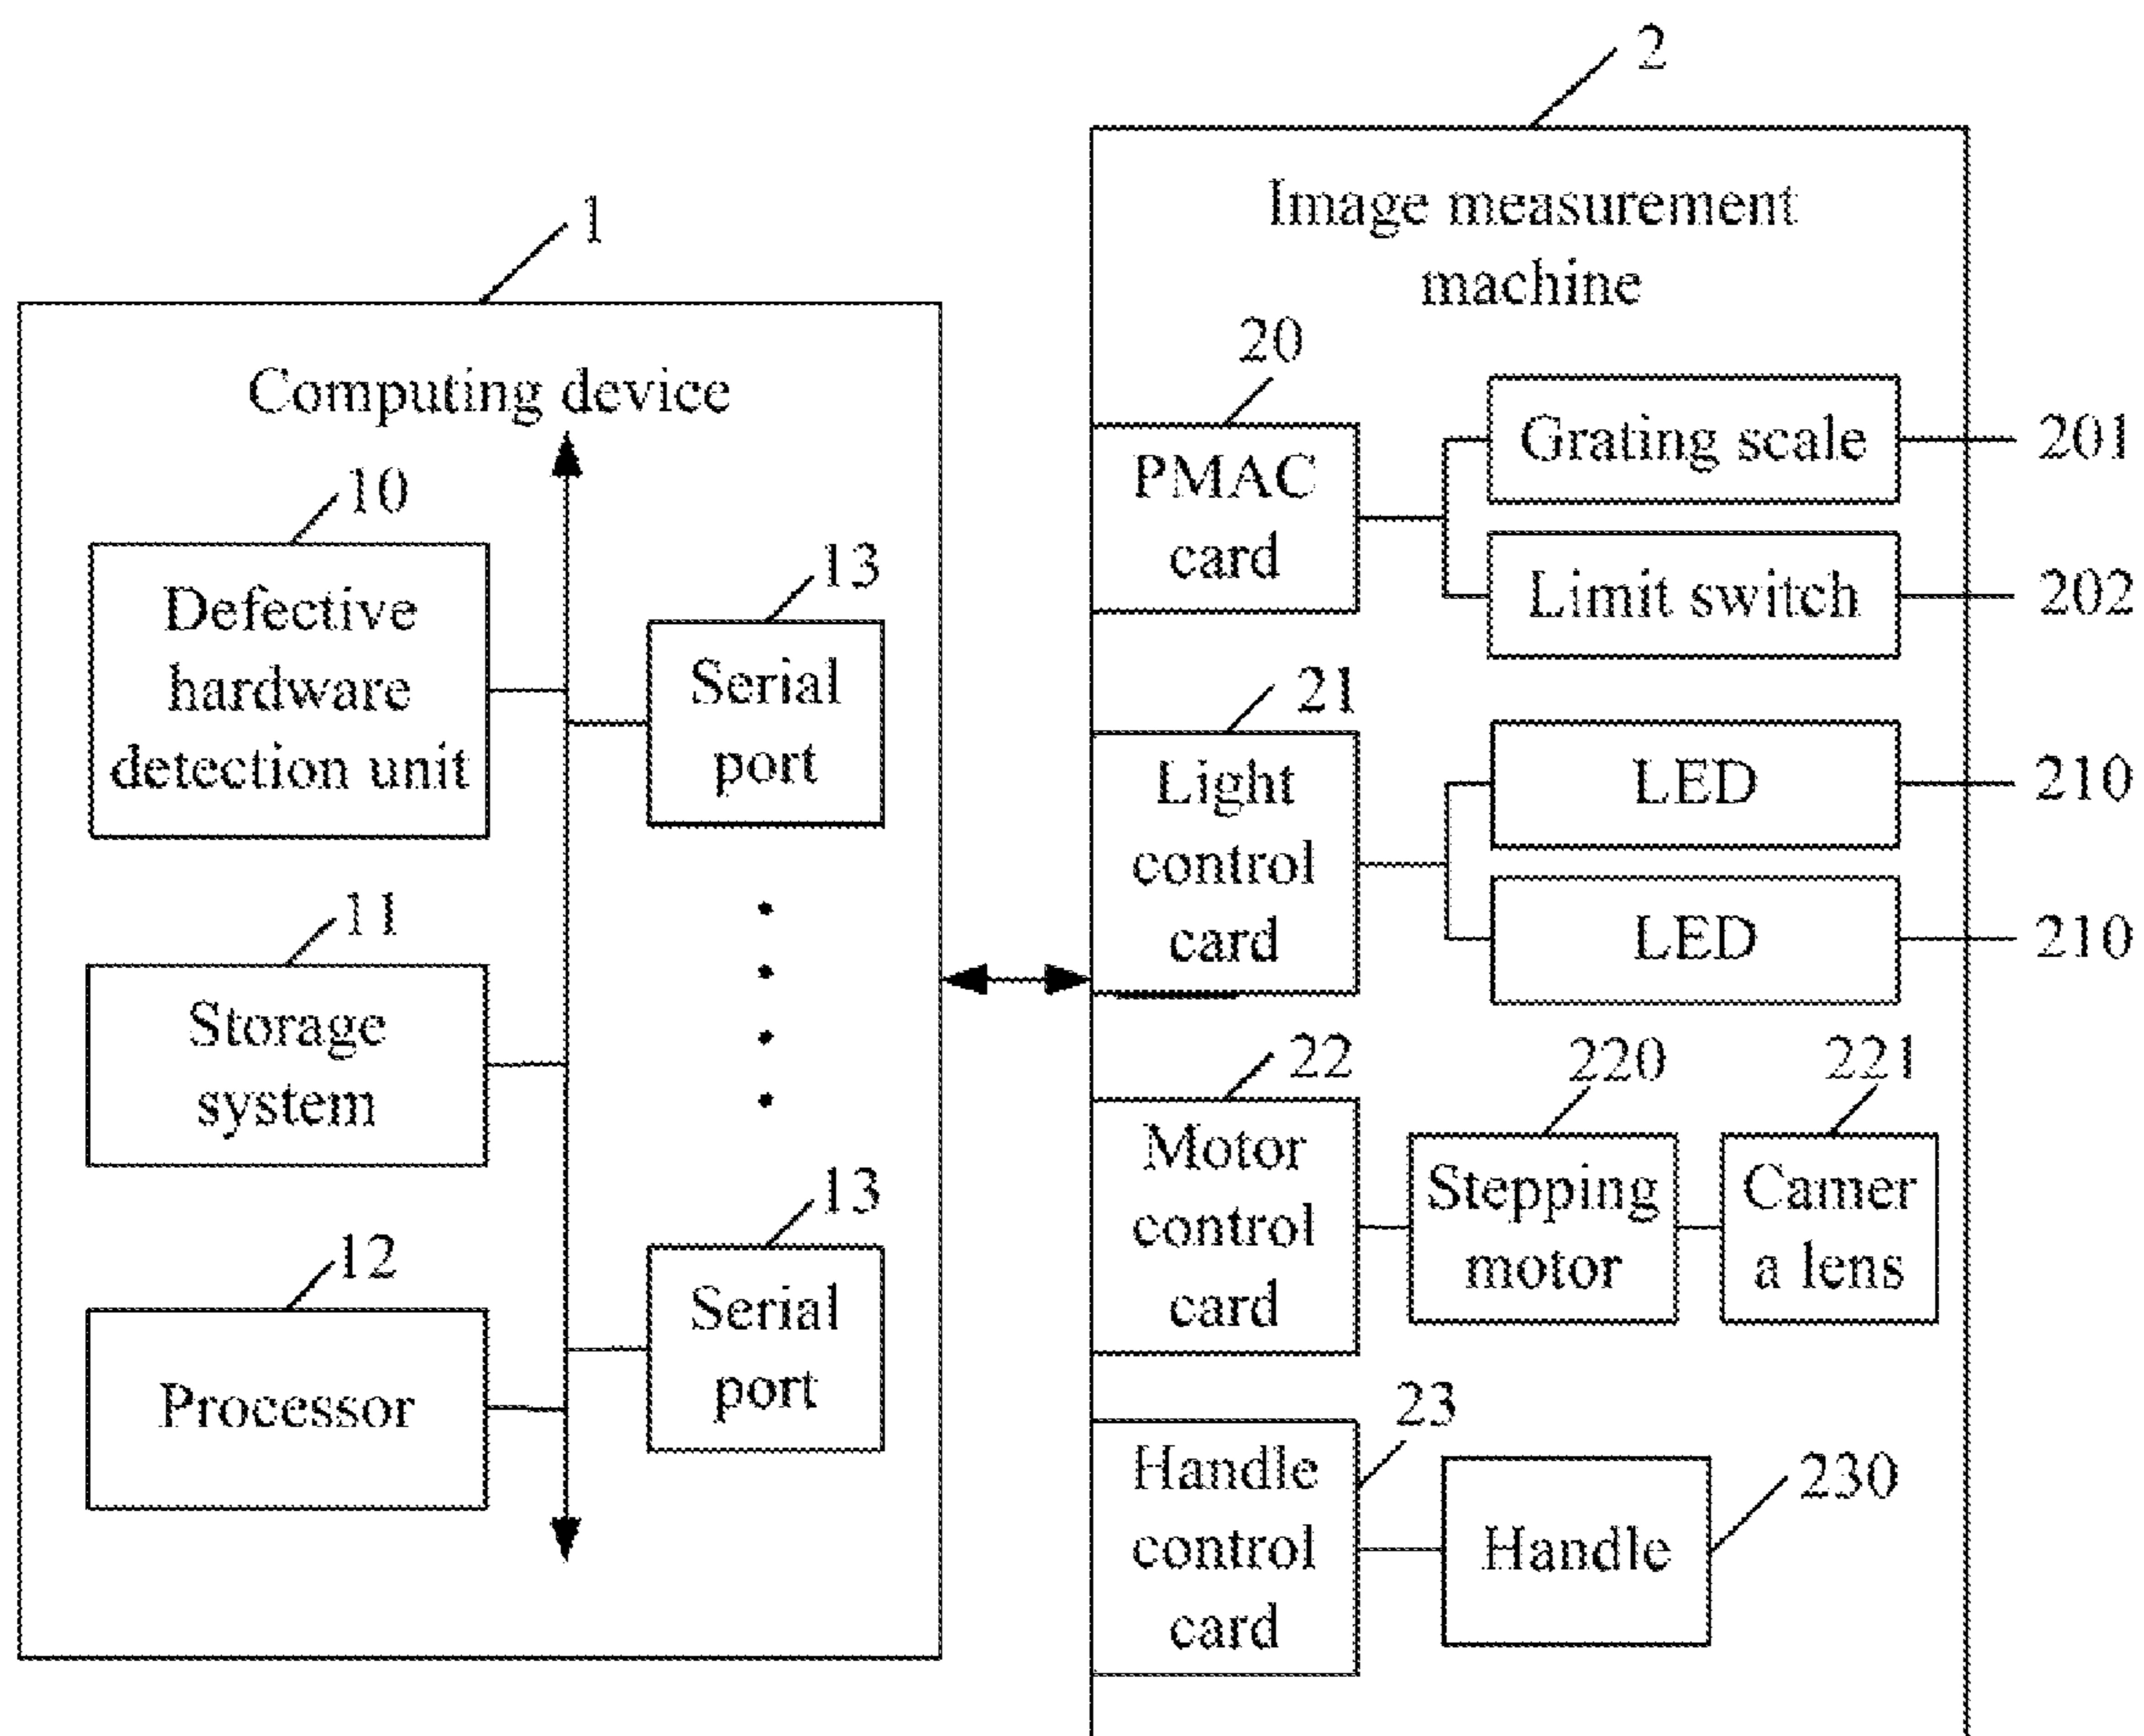 2
1
Image measurement
machine
Computing device
20
10
PMAC
card
Grating scale
201
Limit switch
202
Defective
hardware
detection unit
13
Serial
port
21
Light
control
card
LED
210
LED
210
11
Storage
system
22
Motor
control
card
220
Stepping
motor
221
Camer
a lens
12
Processor
13
Serial
port
23
Handle
control
card
Handle
230